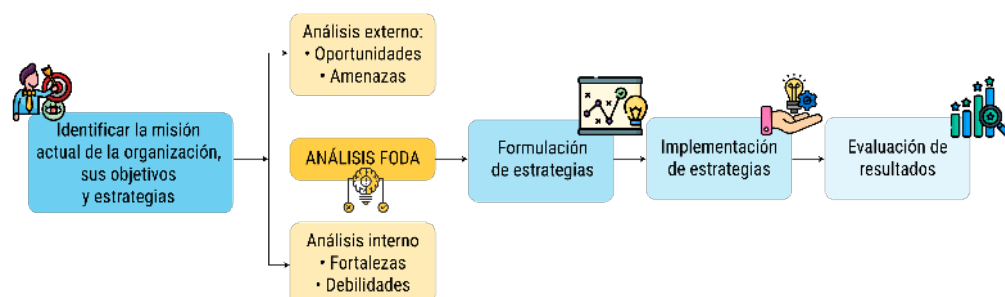 Identificar la misión
actual de la organización,
sus objetivos
y estrategias
Análisis externo:
• Oportunidades
• Amenazas
ANÁLISIS FODA
Análisis interno
• Fortalezas
• Debilidades
Formulación
de estrategias
Implementación
de estrategias
Evaluación de
resultados